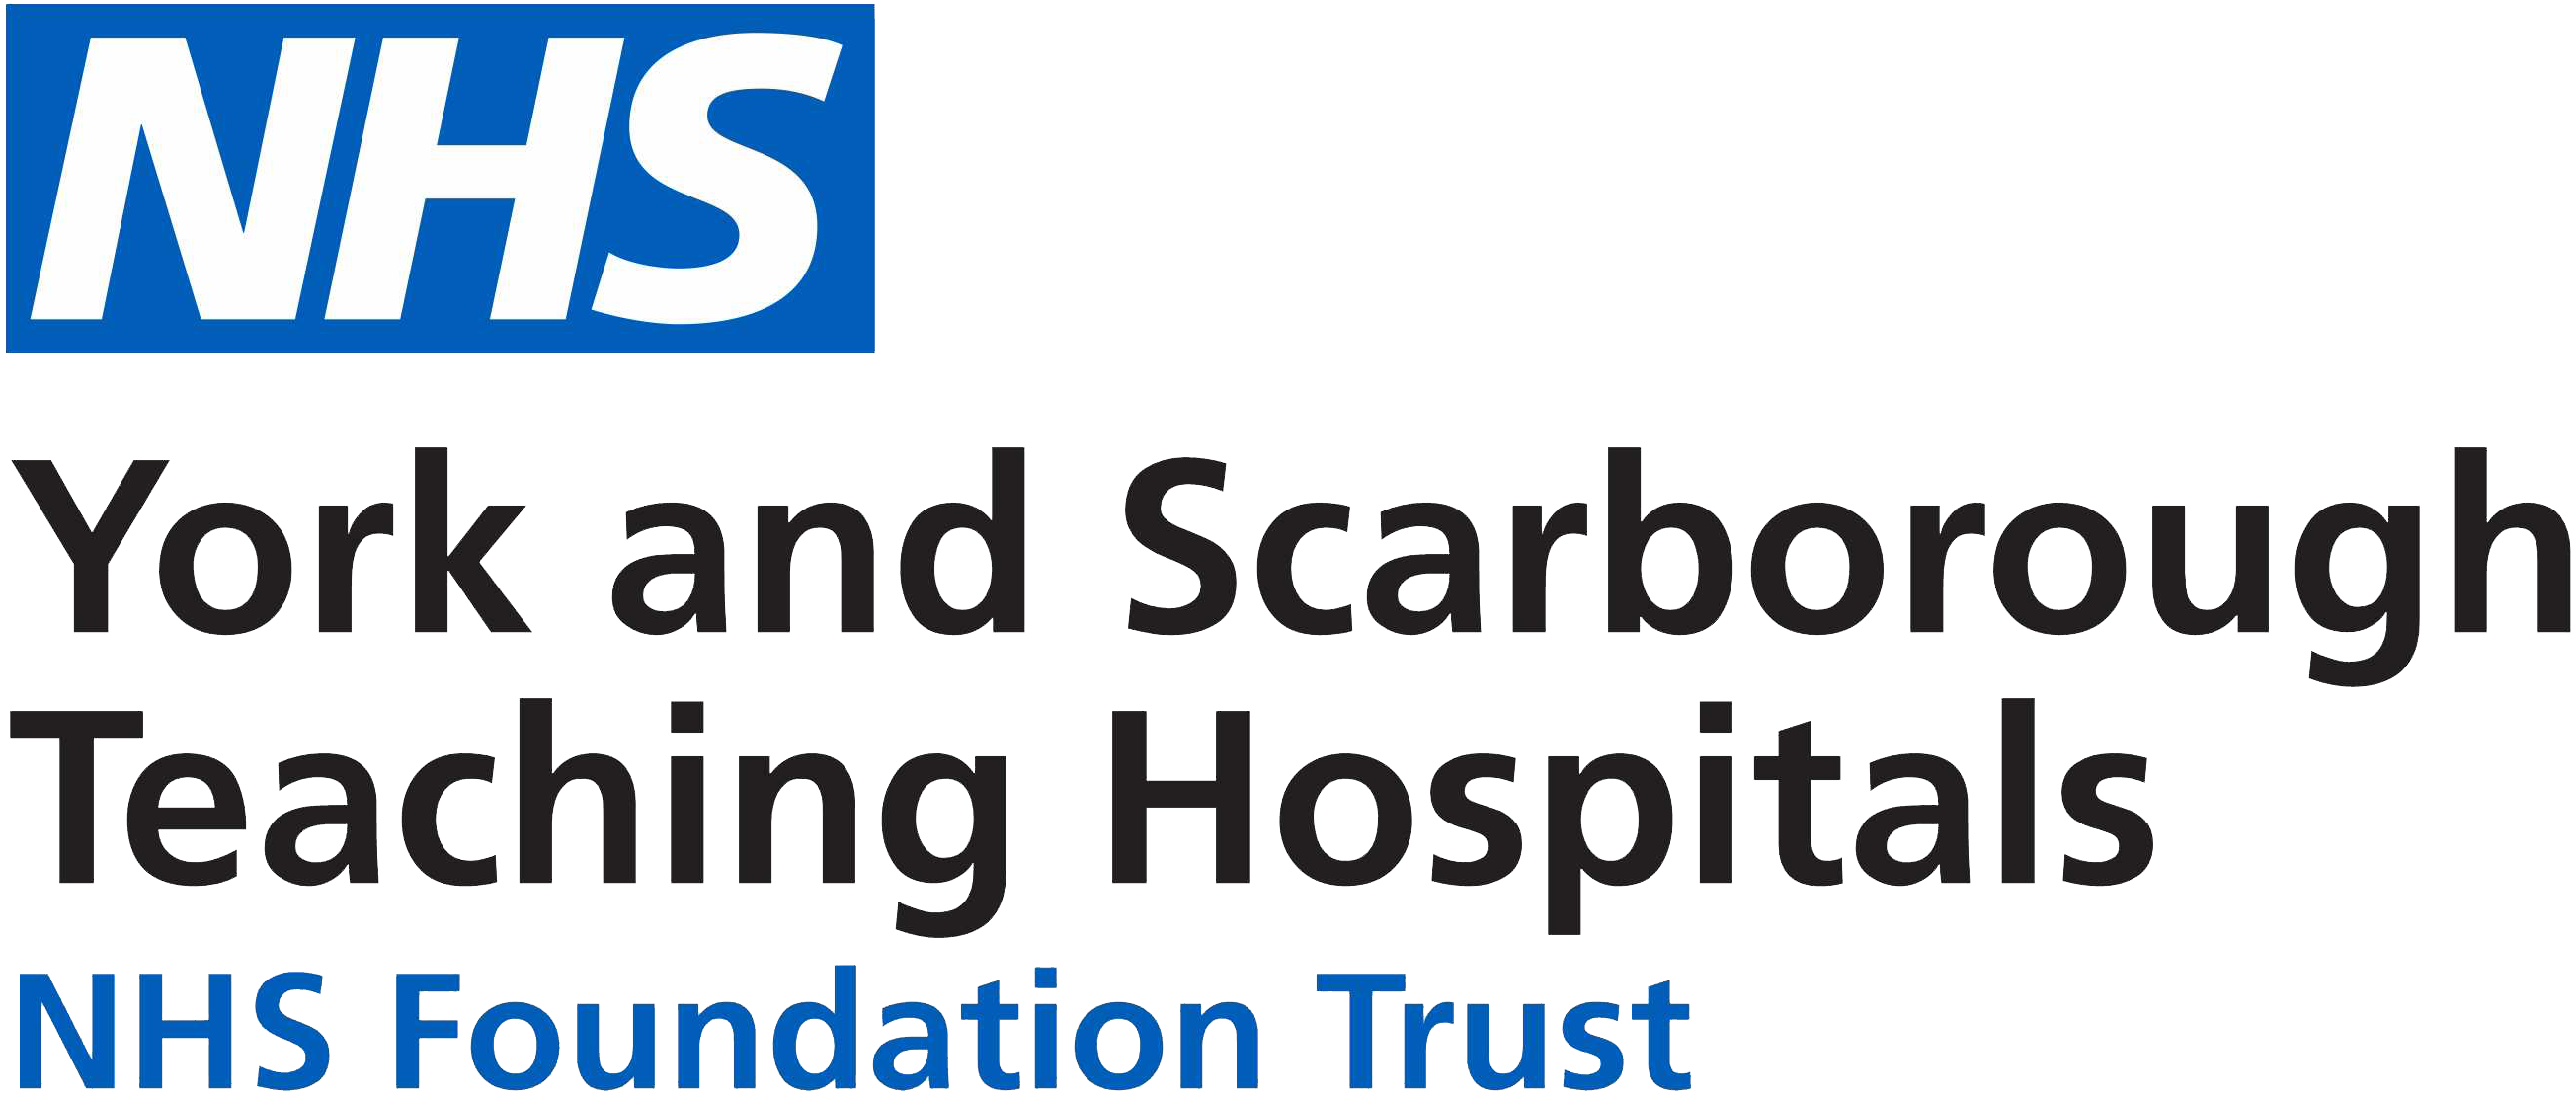 NHS
York and Scarborough
Teaching Hospitals
NHS Foundation Trust